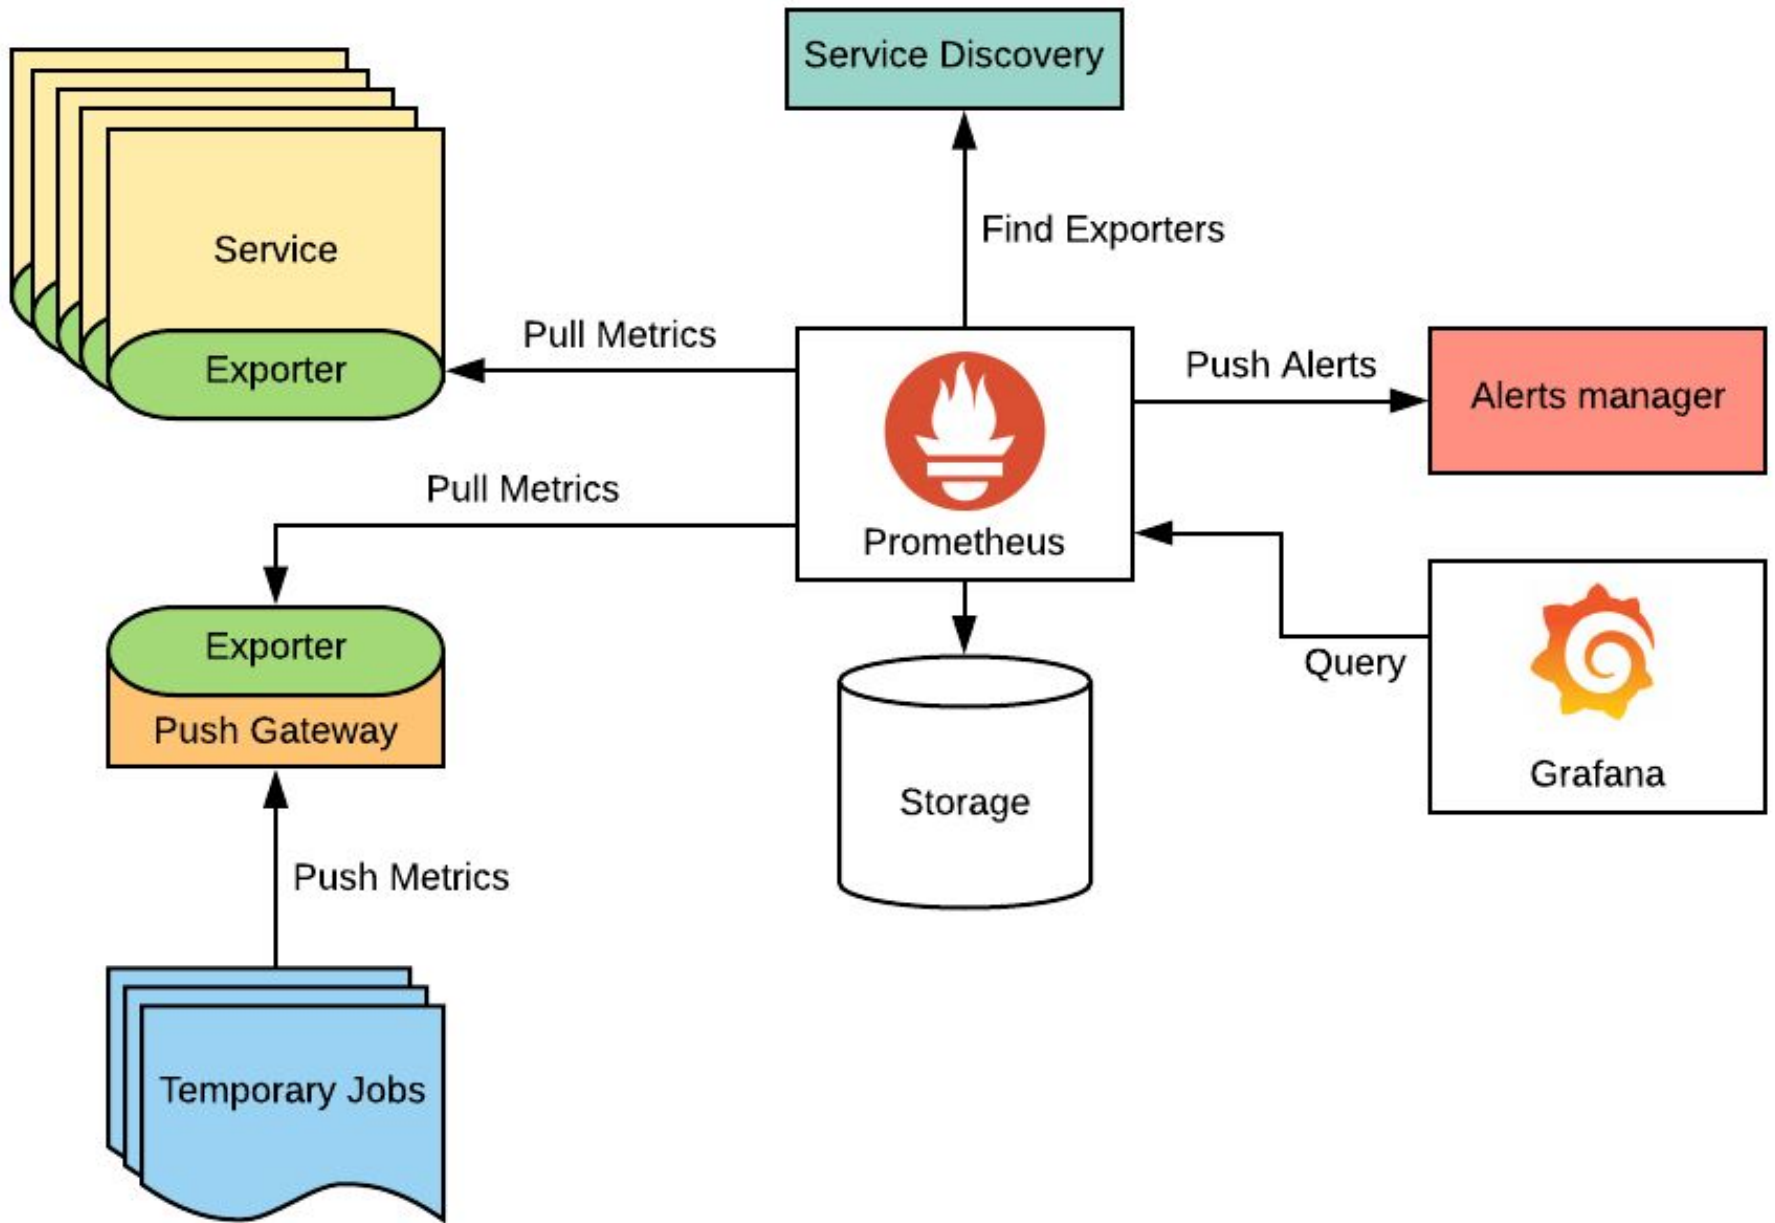 Service Discovery
Find Exporters
Service
Exporter
Pull Metrics
Push Alerts
Alerts manager
Pull Metrics
Prometheus
Exporter
Push Gateway
Query
Grafana
Storage
Push Metrics
Temporary Jobs